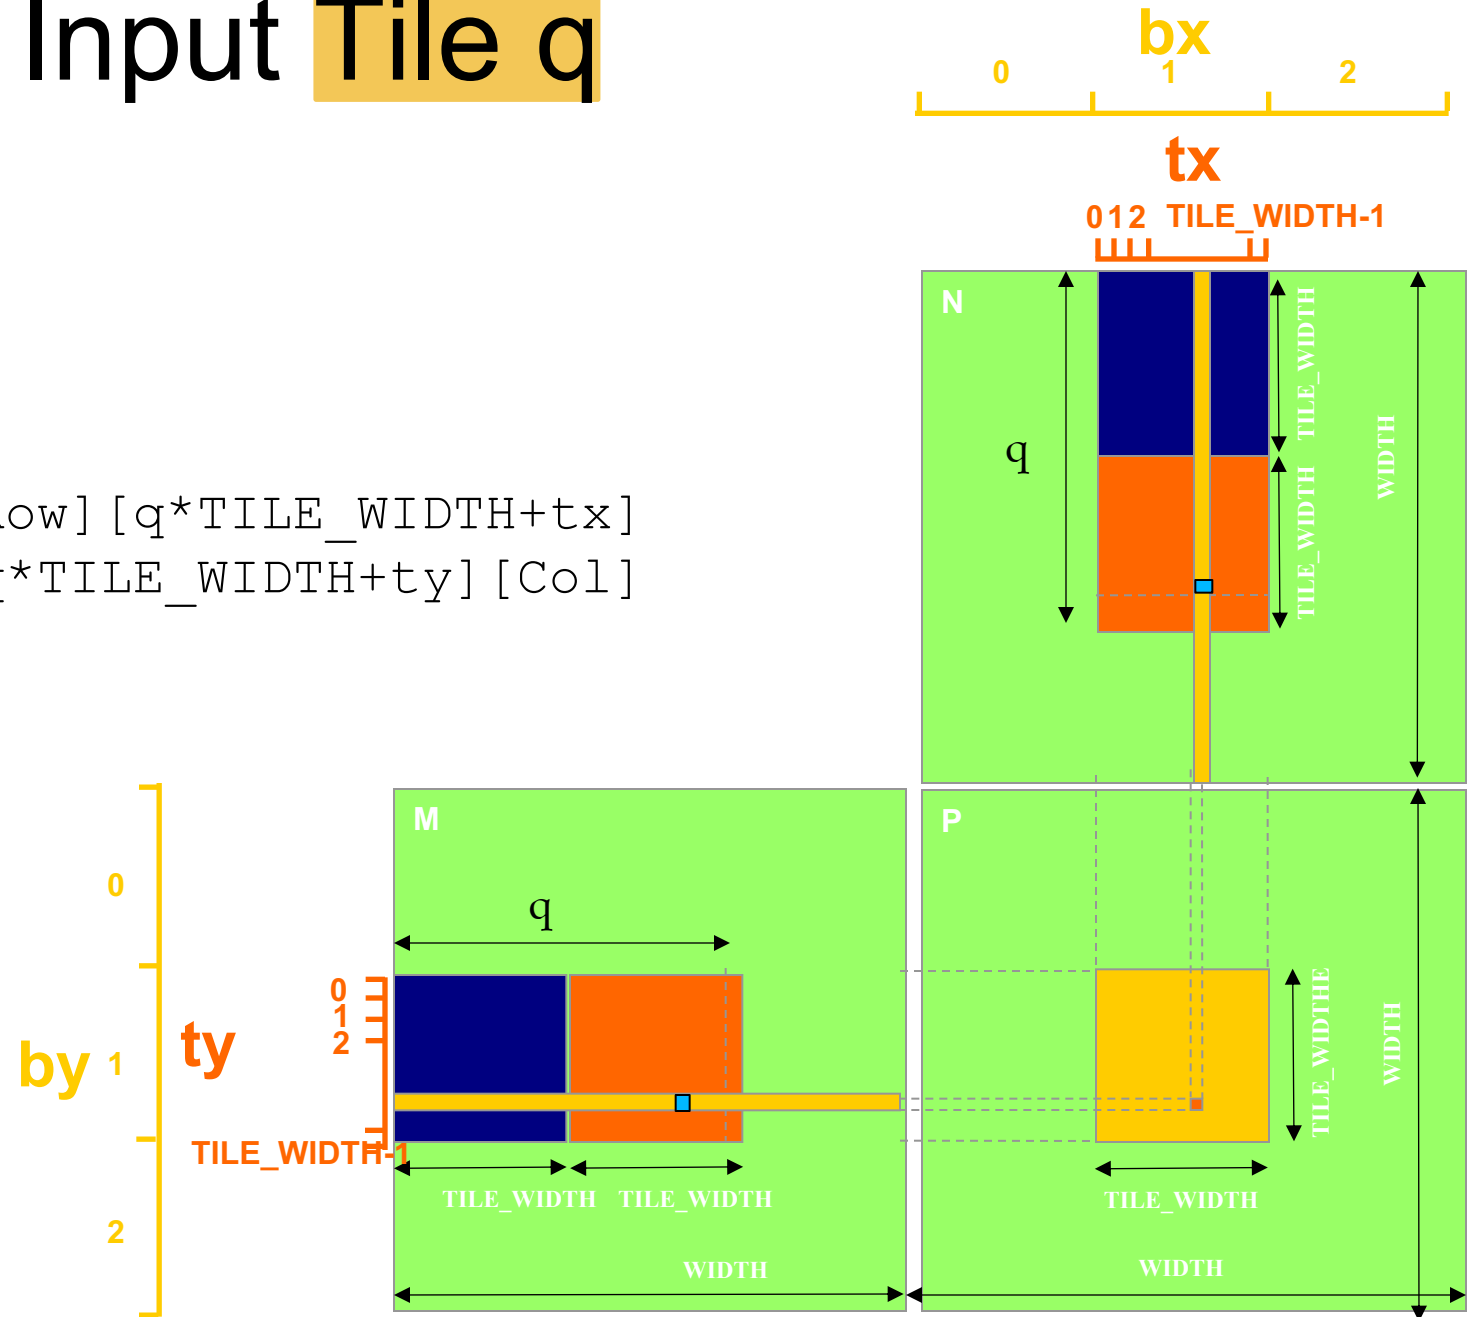 Input Tile q
bx
0 1 2
tx
0 1 2 TILE_WIDTH-1
N
TILE_WIDTH
WIDTH
q
TILE_WIDTH
ow][q*TILE_WIDTH+tx]
*TILE_WIDTH+ty][Col]
M
P
0
q
0
1
2
ty
by 1
TILE_WIDTHE
WIDTH
TILE_WIDTH-1
TILE_WIDTH TILE_WIDTH
TILE_WIDTH
2
WIDTH
WIDTH